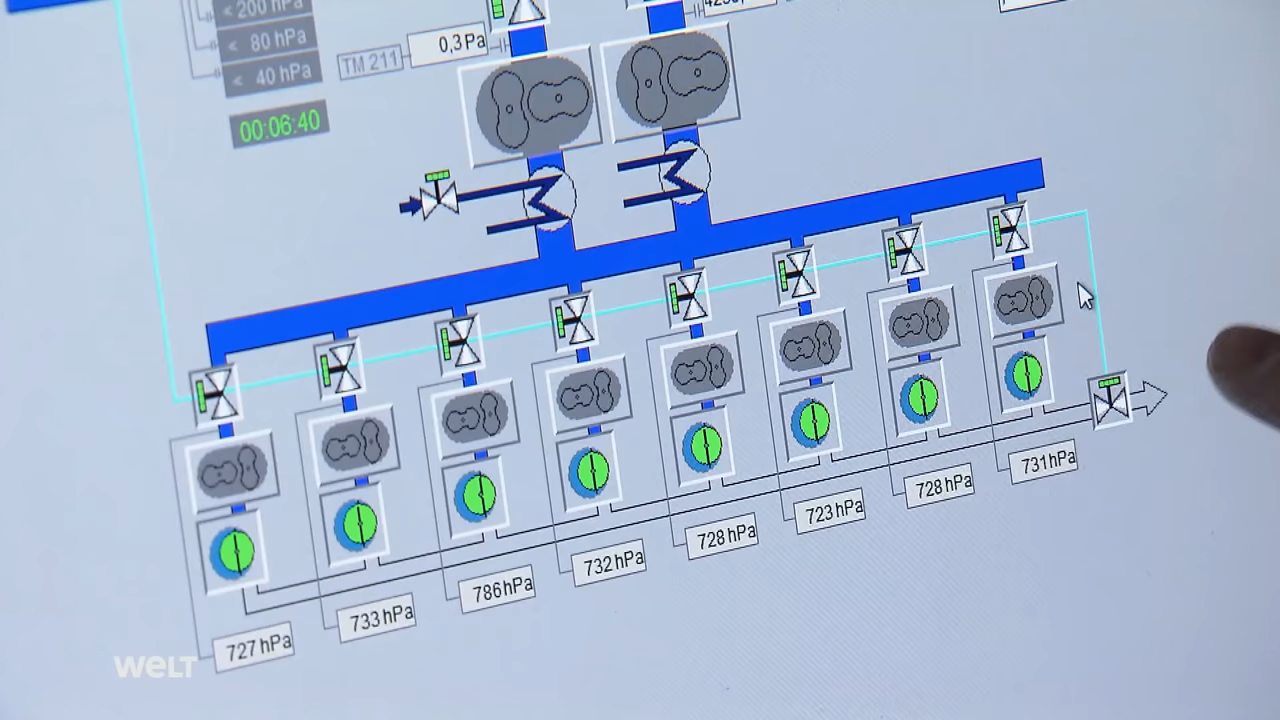 < 200 hPa
< 80 hPa
< 40 hPa
00:06:40
TM 211
0,3 Pa
727 hPa
733 hPa
786 hPa
732 hPa
728 hPa
723 hPa
728 hPa
731 hPa
WELT